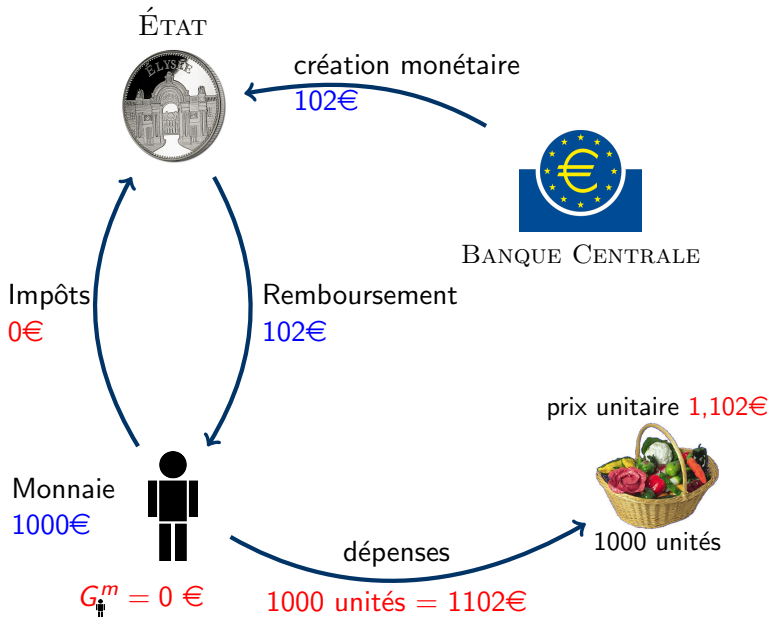 ÉTAT
ÉLYSÉE
création monétaire
102€
€
BANQUE CENTRALE
Impôts
0€
Remboursement
102€
prix unitaire 1,102€
Monnaie
1000€
1000 unités
dépenses
G^m = 0 €
1000 unités = 1102€